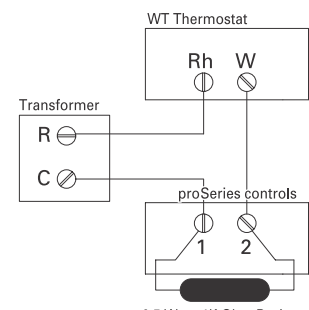 WT Thermostat
Rh W
Transformer
R
C
proSeries controls
1 2